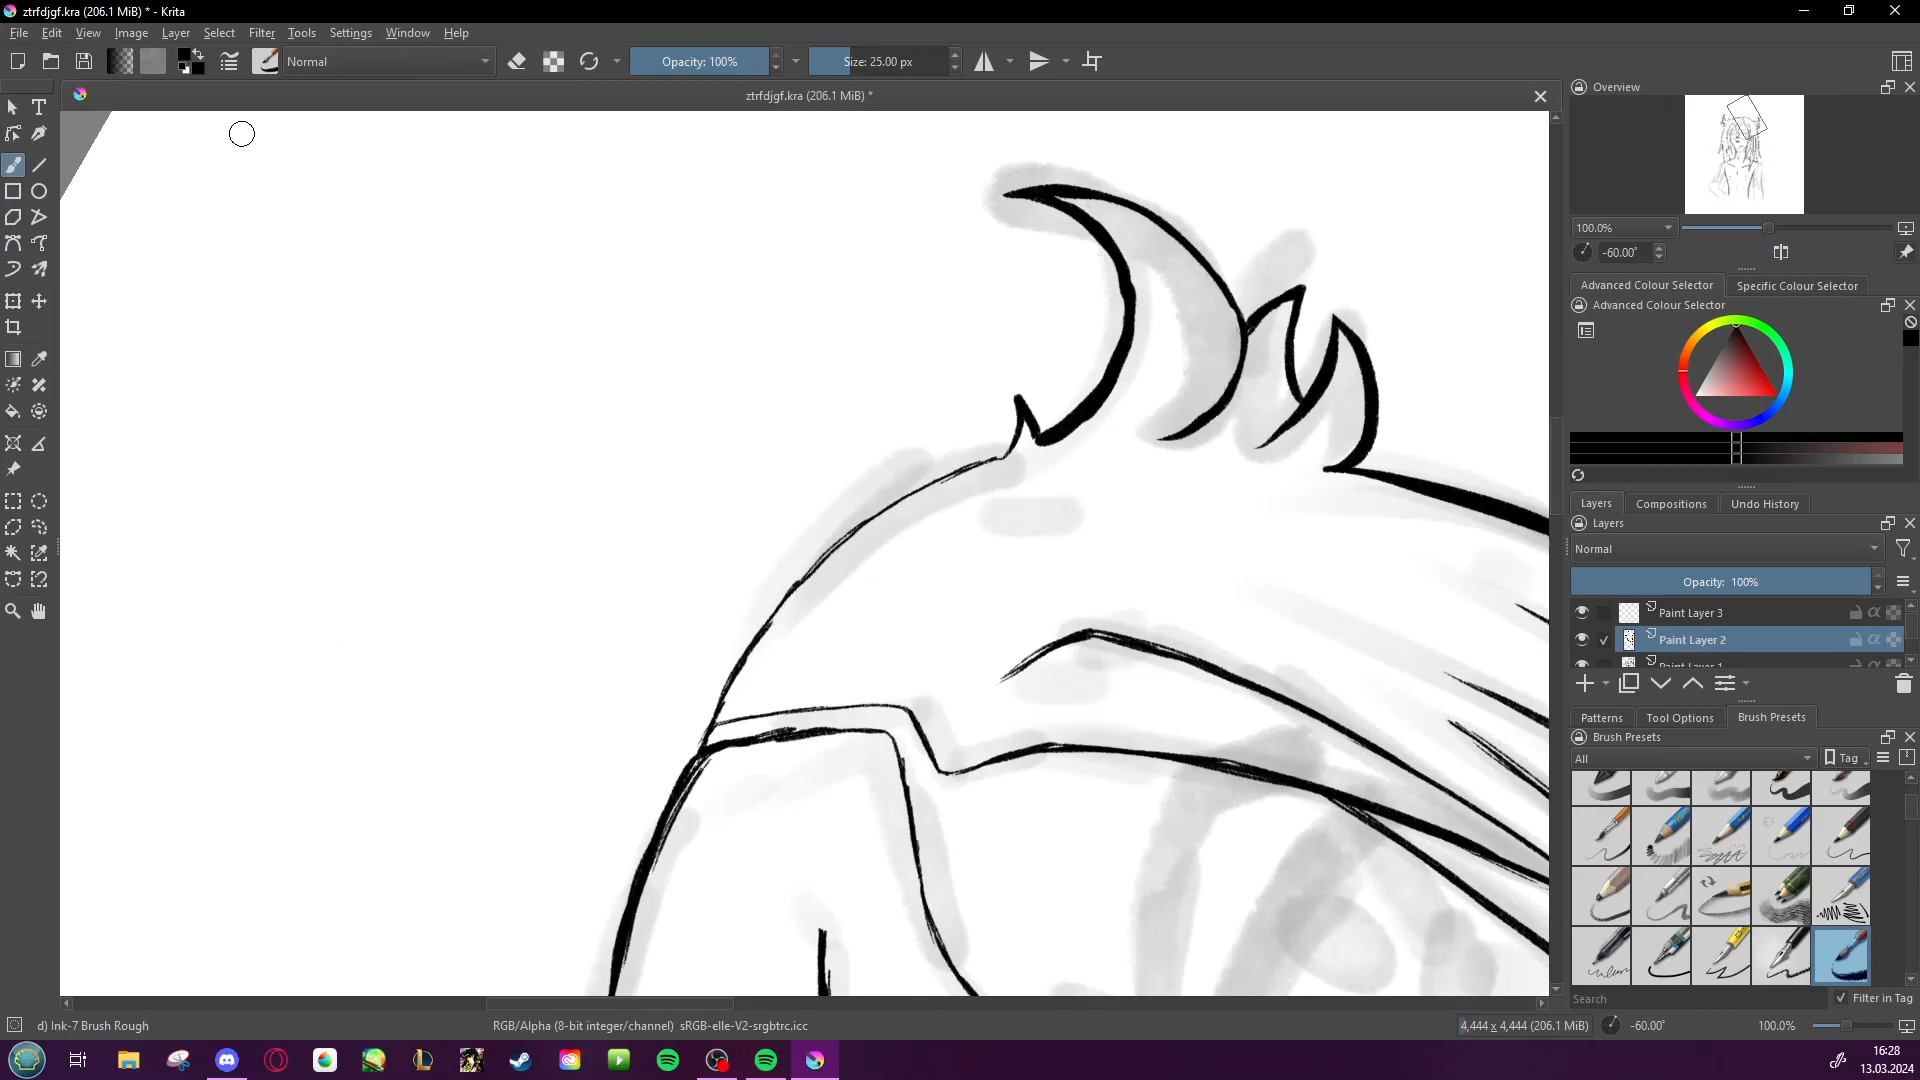 ztrfdjgf.kra (206.1 MiB) * - Krita
File Edit View Image Layer Select Filter Tools Settings Window Help
Normal Opacity: 100% Size: 25.00 px
ztrfdjgf.kra (206.1 MiB) *
Overview
100.0%
-60.00°
Advanced Colour Selector Specific Colour Selector
Advanced Colour Selector
Layers Compositions Undo History
Layers
Normal
Opacity: 100%
Paint Layer 3
Paint Layer 2
Paint Layer 1
Patterns Tool Options Brush Presets
Brush Presets
All Tag
Search Filter in Tag
d) Ink-7 Brush Rough RGB/Alpha (8-bit integer/channel) sRGB-elle-V2-srgbtrc.icc 4,444 x 4,444 (206.1 MiB) -60.00° 100.0%
16:28
13.03.2024